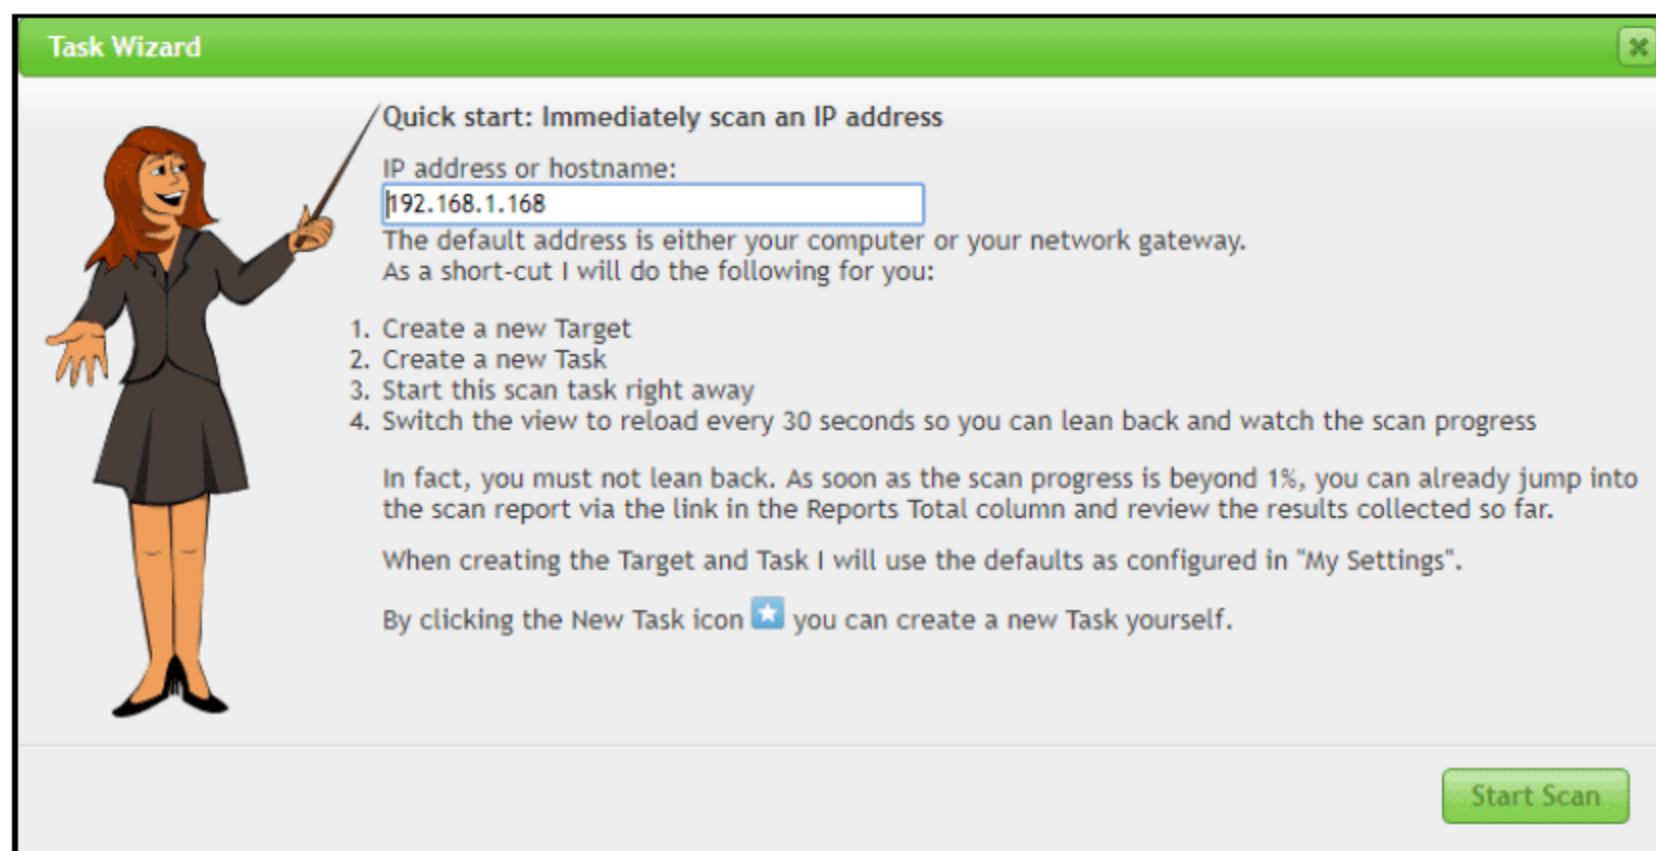 Task Wizard
Quick start: Immediately scan an IP address
IP address or hostname:
192.168.1.168
The default address is either your computer or your network gateway.
As a short-cut I will do the following for you:
1. Create a new Target
2. Create a new Task
3. Start this scan task right away
4. Switch the view to reload every 30 seconds so you can lean back and watch the scan progress
In fact, you must not lean back. As soon as the scan progress is beyond 1%, you can already jump into
the scan report via the link in the Reports Total column and review the results collected so far.
When creating the Target and Task I will use the defaults as configured in "My Settings".
By clicking the New Task icon you can create a new Task yourself.
Start Scan